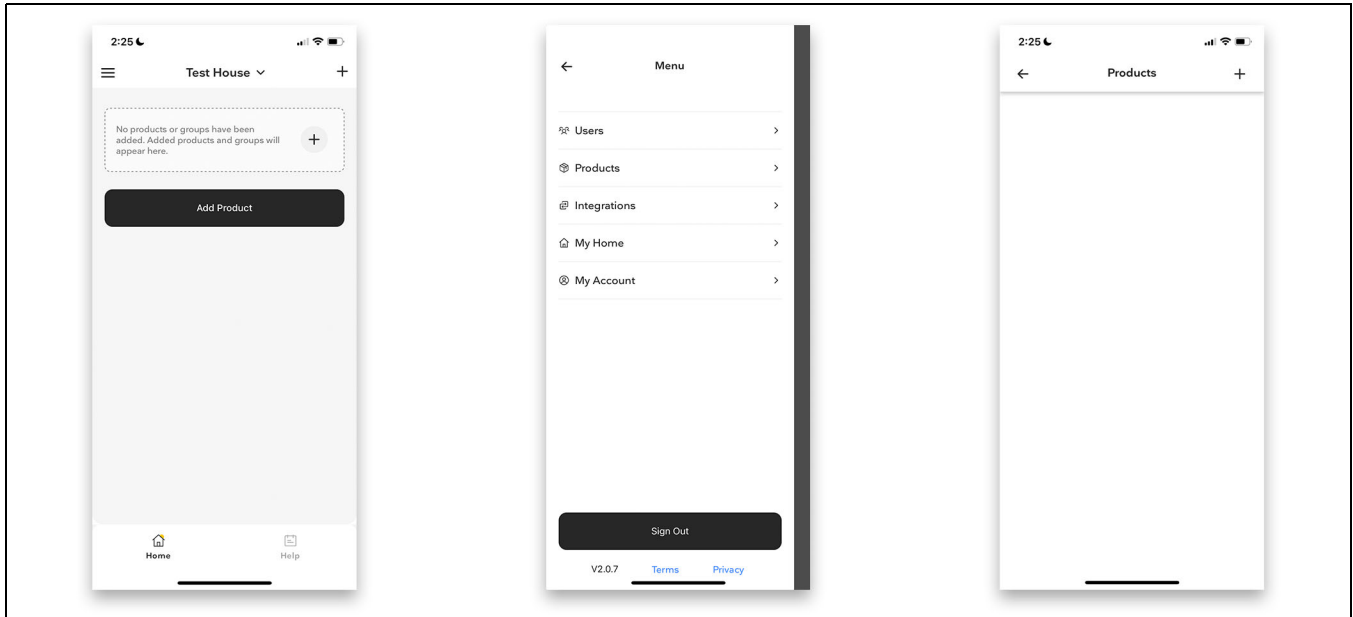 2:25
Test House
No products or groups have been
added. Added products and groups will
appear here.
Add Product
Home
Help
Menu
Users
Products
Integrations
My Home
My Account
Sign Out
V2.0.7 Terms Privacy
2:25
Products